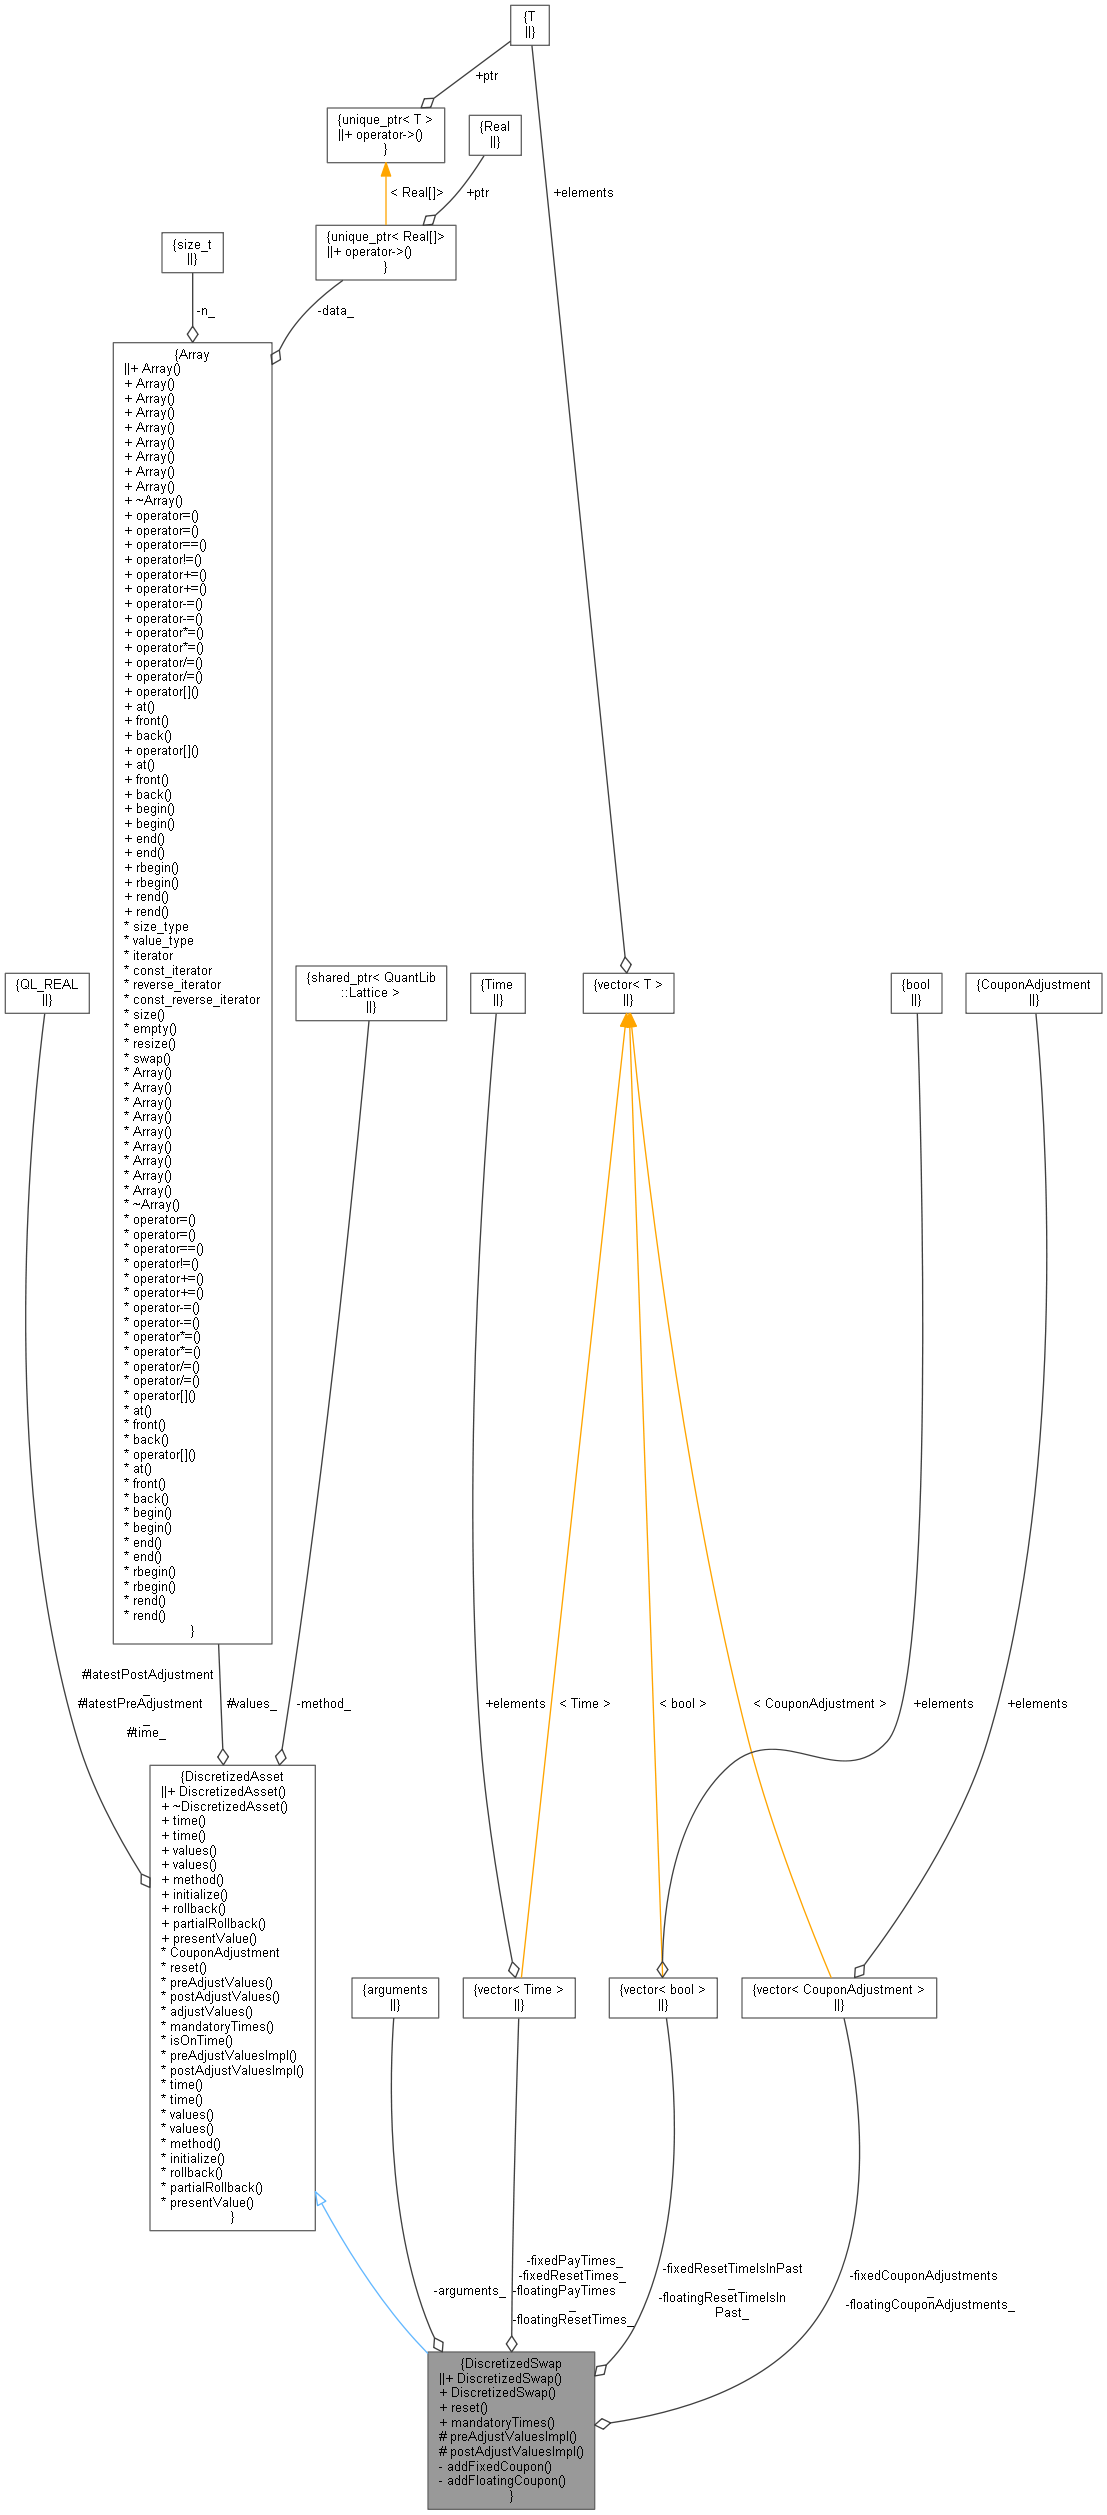 {T
||}
+ptr
{unique_ptr< T >
||+ operator->()
}
{Real
||}
< Real[]>
+ptr
+elements
{unique_ptr< Real[]>
||+ operator->()
}
{size_t
||}
-n_
-data_
{Array
||+ Array()
+ Array()
+ Array()
+ Array()
+ Array()
+ Array()
+ Array()
+ Array()
+ Array()
+ ~Array()
+ operator=()
+ operator=()
+ operator==()
+ operator!=()
+ operator+=()
+ operator+=()
+ operator-=()
+ operator-=()
+ operator*=()
+ operator*=()
+ operator/=()
+ operator/=()
+ operator[]()
+ at()
+ front()
+ back()
+ operator[]()
+ at()
+ front()
+ back()
+ begin()
+ begin()
+ end()
+ end()
+ rbegin()
+ rbegin()
+ rend()
+ rend()
* size_type
* value_type
* iterator
* const_iterator
* reverse_iterator
* const_reverse_iterator
* size()
* empty()
* resize()
* swap()
* Array()
* Array()
* Array()
* Array()
* Array()
* Array()
* Array()
* Array()
* Array()
* ~Array()
* operator=()
* operator=()
* operator==()
* operator!=()
* operator+=()
* operator+=()
* operator-=()
* operator-=()
* operator*=()
* operator*=()
* operator/=()
* operator/=()
* operator[]()
* at()
* front()
* back()
* operator[]()
* at()
* front()
* back()
* begin()
* begin()
* end()
* end()
* rbegin()
* rbegin()
* rend()
* rend()
}
{QL_REAL
||}
{shared_ptr< QuantLib
::Lattice >
||}
{Time
||}
{vector< T >
||}
{bool
||}
{CouponAdjustment
||}
#latestPostAdjustment
_
#latestPreAdjustment
_
#time_
#values_
-method_
+elements
< Time >
< bool >
< CouponAdjustment >
+elements
+elements
{DiscretizedAsset
||+ DiscretizedAsset()
+ ~DiscretizedAsset()
+ time()
+ time()
+ values()
+ values()
+ method()
+ initialize()
+ rollback()
+ partialRollback()
+ presentValue()
* CouponAdjustment
* reset()
* preAdjustValues()
* postAdjustValues()
* adjustValues()
* mandatoryTimes()
* isOnTime()
* preAdjustValuesImpl()
* postAdjustValuesImpl()
* time()
* time()
* values()
* values()
* method()
* initialize()
* rollback()
* partialRollback()
* presentValue()
}
{arguments
||}
{vector< Time >
||}
{vector< bool >
||}
{vector< CouponAdjustment >
||}
-arguments_
-fixedPayTimes_
-fixedResetTimes_
-floatingPayTimes
_
-floatingResetTimes_
-fixedResetTimeIsInPast
_
-floatingResetTimeIsIn
Past_
-fixedCouponAdjustments
_
-floatingCouponAdjustments_
{DiscretizedSwap
||+ DiscretizedSwap()
+ DiscretizedSwap()
+ reset()
+ mandatoryTimes()
# preAdjustValuesImpl()
# postAdjustValuesImpl()
- addFixedCoupon()
- addFloatingCoupon()
}